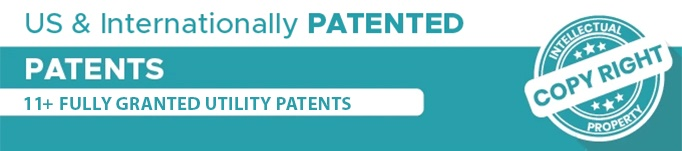 US & Internationally PATENTED
PATENTS
11+ FULLY GRANTED UTILITY PATENTS
INTELLECTUAL
COPY RIGHT
PROPERTY